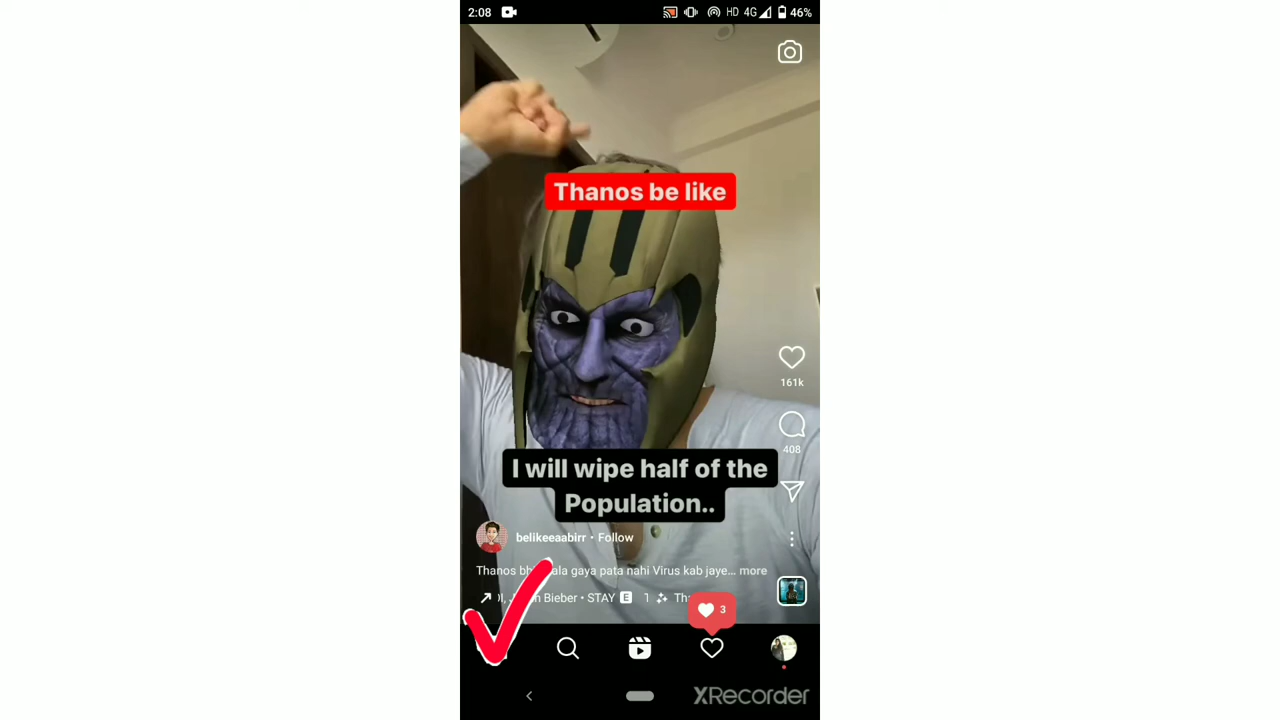 2:08 HD 4G 46%
Thanos be like
161k
I will wipe half of the
Population..
408
belikeeaabirr • Follow
Thanos gaya pata nahi Virus kab jaye... more
Bieber • STAY E 1
3
XRecorder